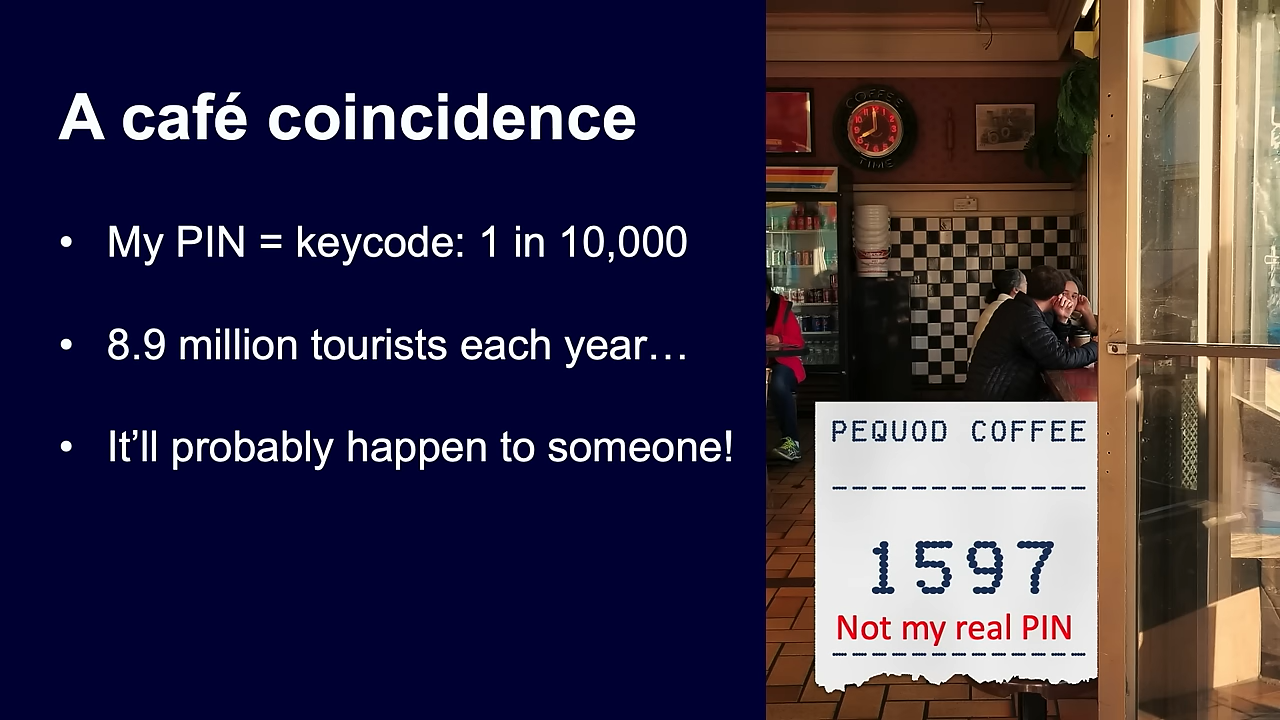 A café coincidence
• My PIN = keycode: 1 in 10,000
• 8.9 million tourists each year…
• It’ll probably happen to someone!
COFFEE
TIME
PEQUOD COFFEE
1597
Not my real PIN